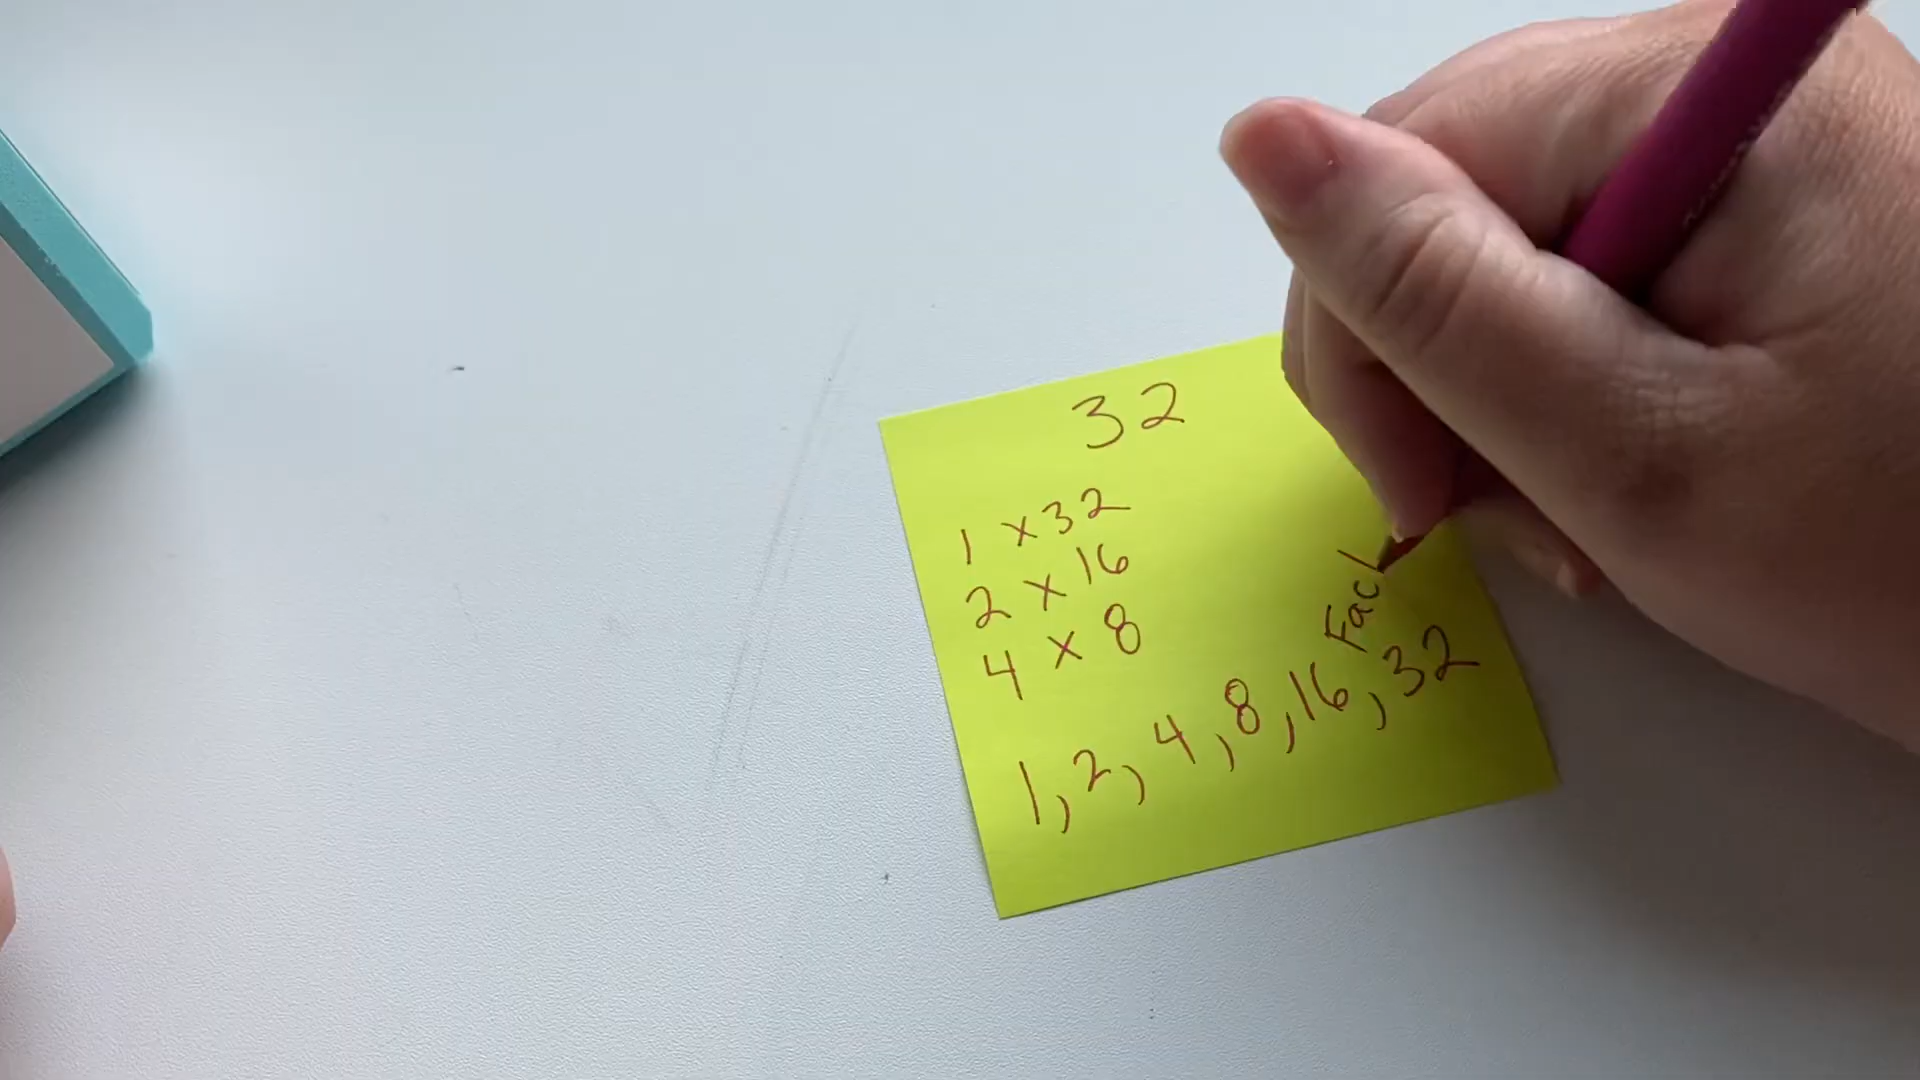 32
1 x 32
2 x 16
4 x 8
Fac
1, 2, 4, 8, 16, 32